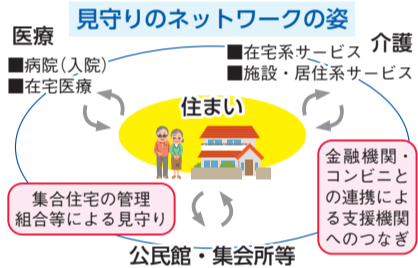 見守りのネットワークの姿
医療
■病院(入院)
■在宅医療
介護
■在宅系サービス
■施設・居住系サービス
住まい
集合住宅の管理
組合等による見守り
金融機関・
コンビニと
の連携によ
る支援機関
へのつなぎ
公民館・集会所等